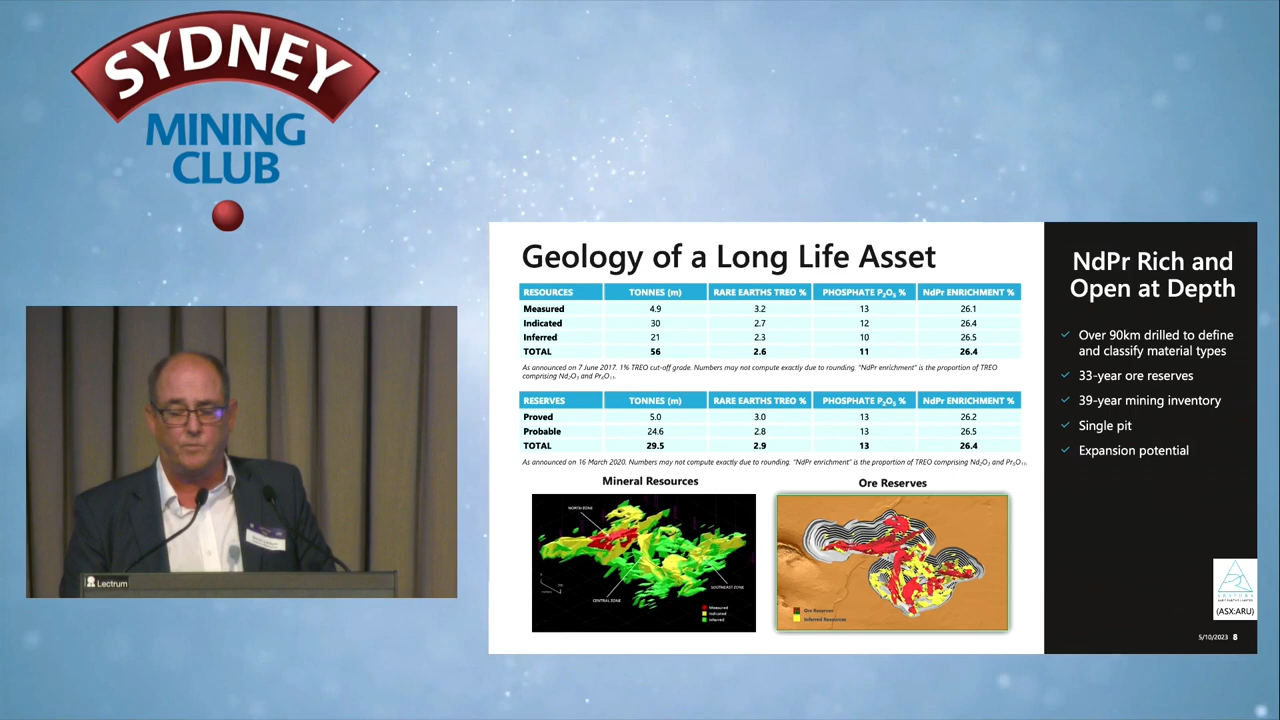 SYDNEY
MINING
CLUB
Lectrum
Geology of a Long Life Asset
RESOURCES TONNES (m) RARE EARTHS TREO % PHOSPHATE P₂O₅ % NdPr ENRICHMENT %
Measured 4.9 3.2 13 26.1
Indicated 30 2.7 12 26.4
Inferred 21 2.3 10 26.5
TOTAL 56 2.6 11 26.4
As announced on 7 June 2017. 1% TREO cut-off grade. Numbers may not compute exactly due to rounding. "NdPr enrichment" is the proportion of TREO
comprising Nd₂O₃ and Pr₆O₁₁.
RESERVES TONNES (m) RARE EARTHS TREO % PHOSPHATE P₂O₅ % NdPr ENRICHMENT %
Proved 5.0 3.0 13 26.2
Probable 24.6 2.8 13 26.5
TOTAL 29.5 2.9 13 26.4
As announced on 16 March 2020. Numbers may not compute exactly due to rounding. "NdPr enrichment" is the proportion of TREO comprising Nd₂O₃ and Pr₆O₁₁.
Mineral Resources
NORTH ZONE
CENTRAL ZONE
SOUTHEAST ZONE
Measured
Indicated
Inferred
Ore Reserves
Ore Reserves
Inferred Resources
NdPr Rich and
Open at Depth
Over 90km drilled to define
and classify material types
33-year ore reserves
39-year mining inventory
Single pit
Expansion potential
(ASX:ARU)
5/10/2023 8